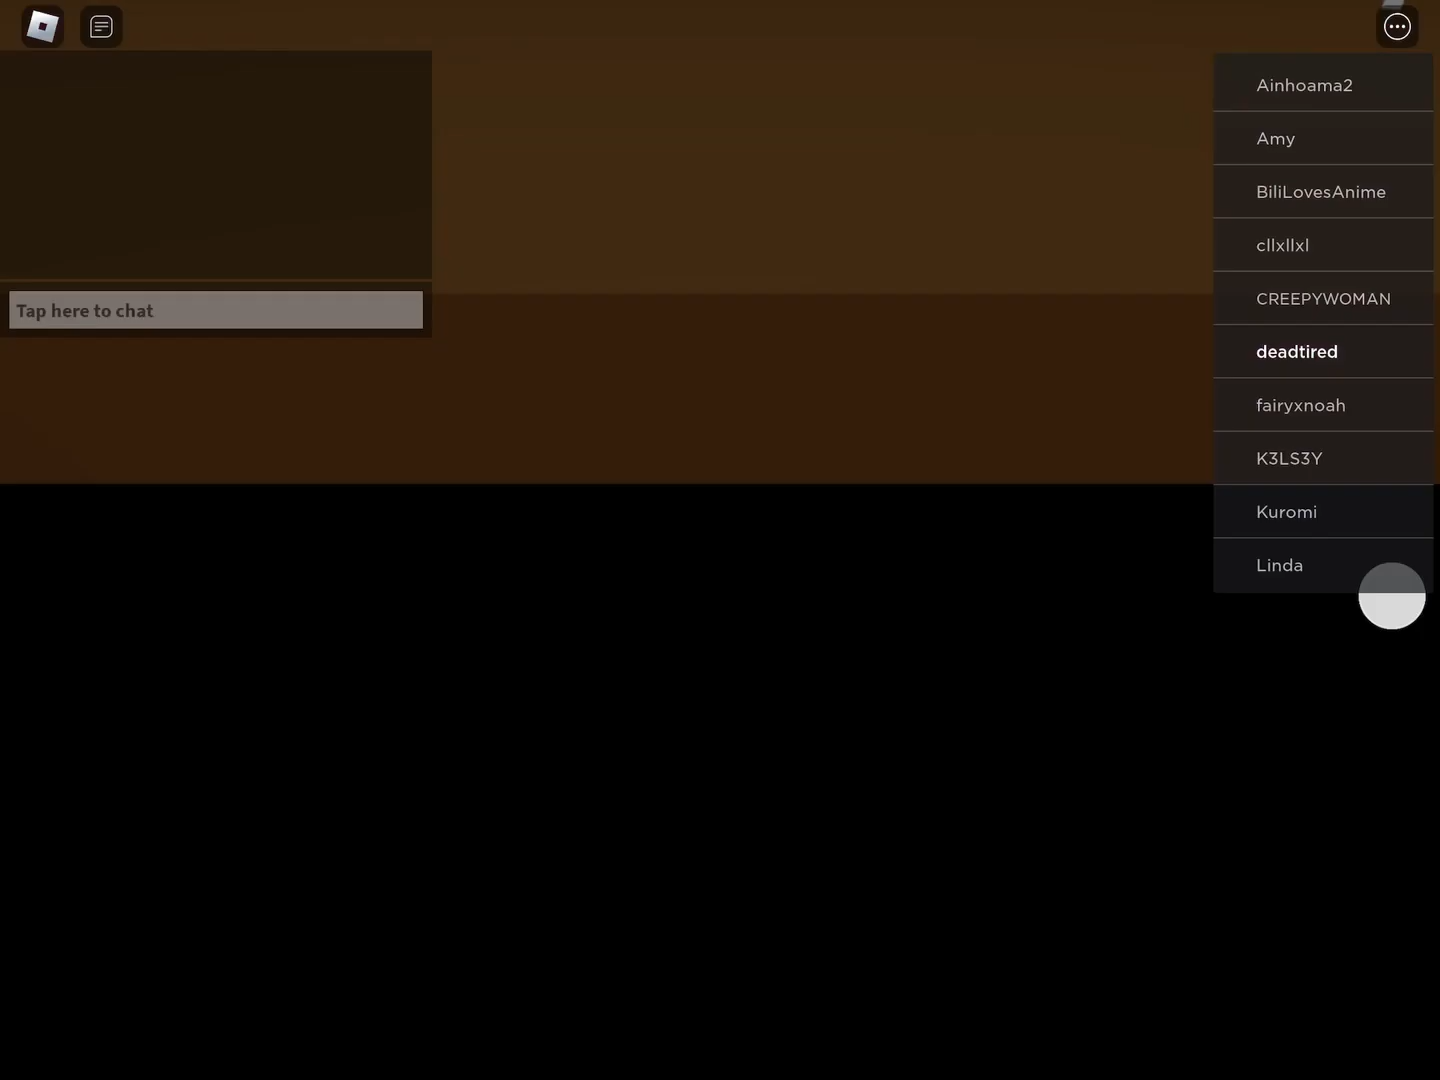 Tap here to chat
Ainhoama2
Amy
BiliLovesAnime
cllxllxl
CREEPYWOMAN
deadtired
fairyxnoah
K3LS3Y
Kuromi
Linda